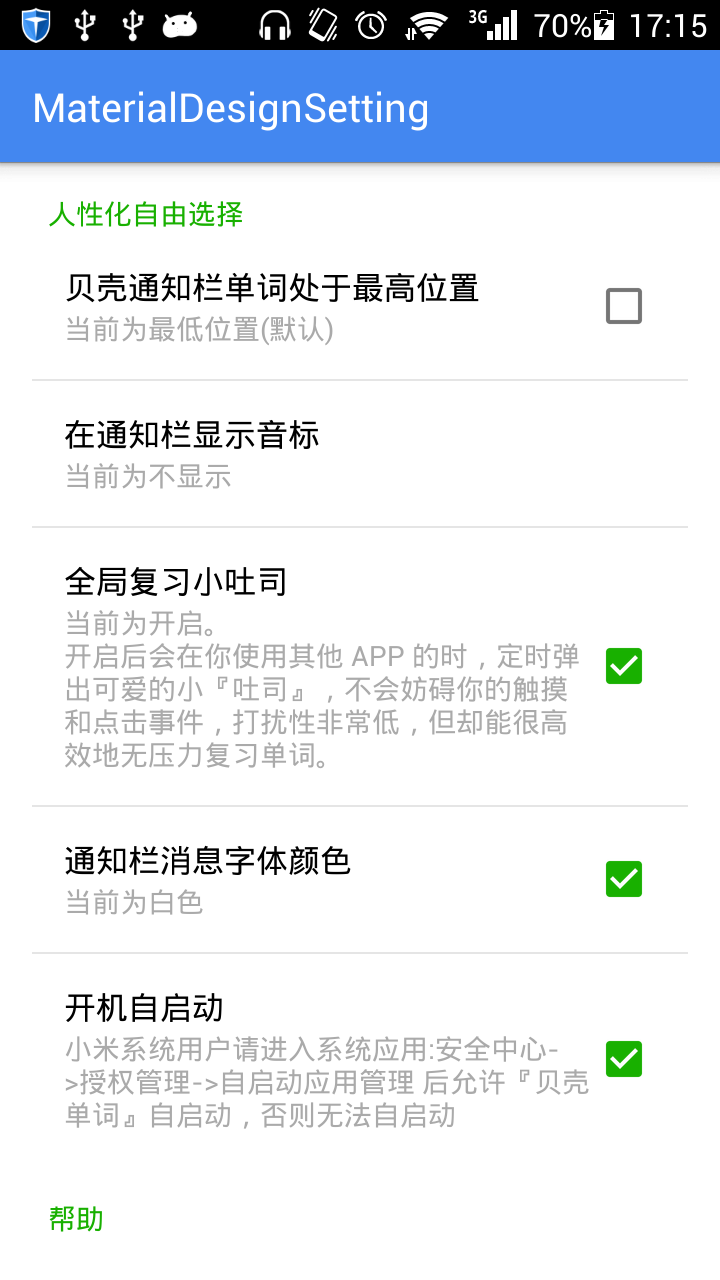 3G 70% 17:15
MaterialDesignSetting
人性化自由选择
贝壳通知栏单词处于最高位置
当前为最低位置(默认)
在通知栏显示音标
当前为不显示
全局复习小吐司
当前为开启。
开启后会在你使用其他 APP 的时，定时弹
出可爱的小『吐司』，不会妨碍你的触摸
和点击事件，打扰性非常低，但却能很高
效地无压力复习单词。
通知栏消息字体颜色
当前为白色
开机自启动
小米系统用户请进入系统应用:安全中心-
>授权管理->自启动应用管理 后允许『贝壳
单词』自启动，否则无法自启动
帮助